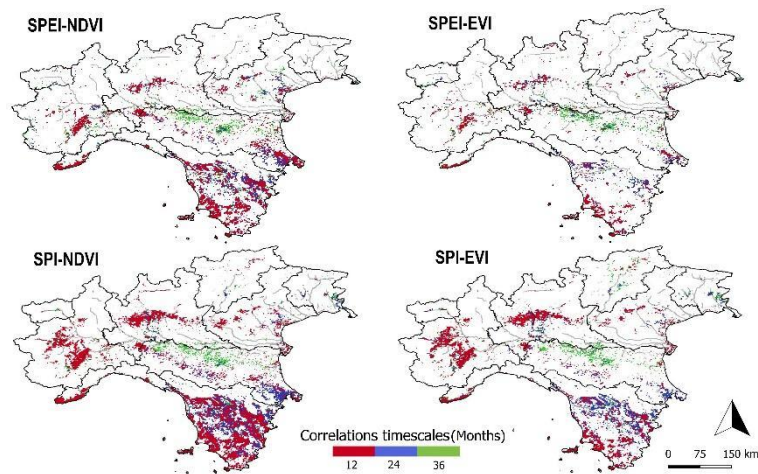 SPEI-NDVI
SPEI-EVI
SPI-NDVI
SPI-EVI
Correlations timescales(Months)
12 24 36
0 75 150 km